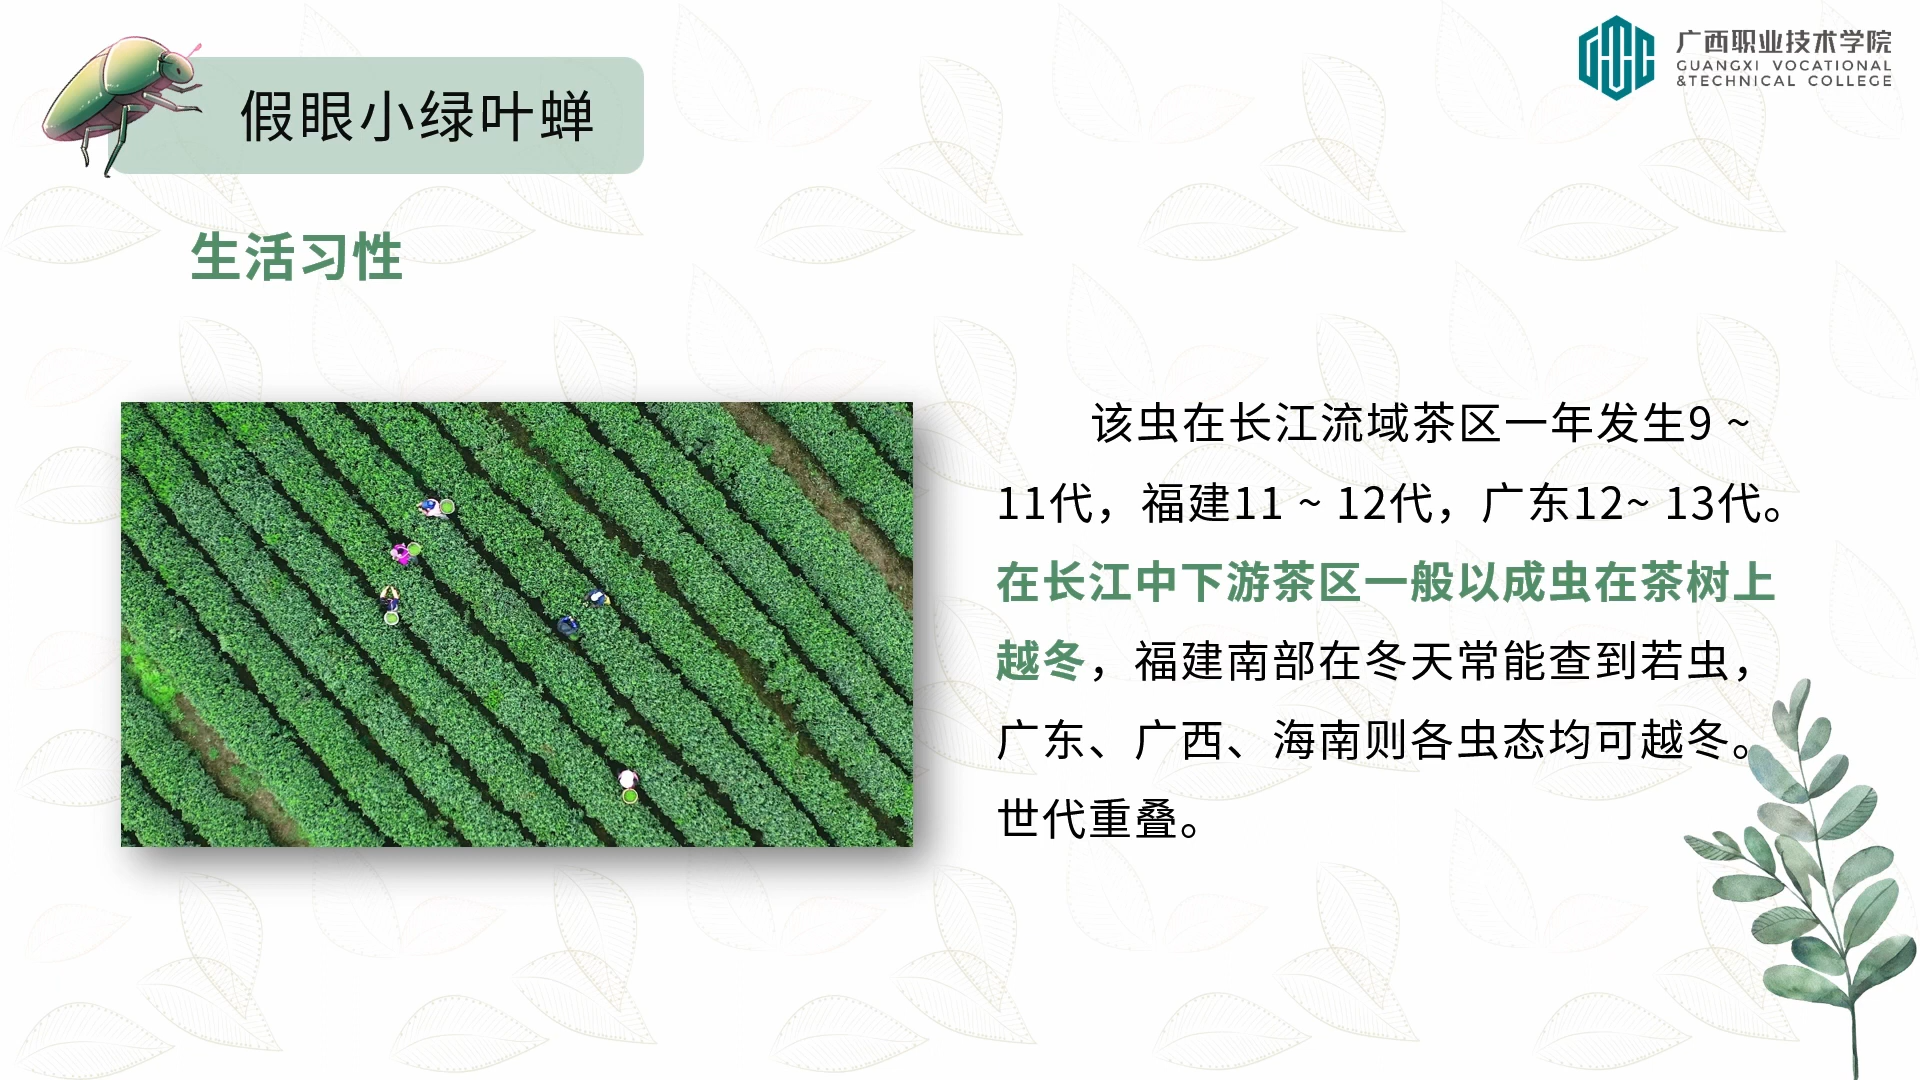 假眼小绿叶蝉
广西职业技术学院
GUANGXI VOCATIONAL
&TECHNICAL COLLEGE
生活习性
该虫在长江流域茶区一年发生9 ~
11代，福建11 ~ 12代，广东12~ 13代。
在长江中下游茶区一般以成虫在茶树上
越冬，福建南部在冬天常能查到若虫，
广东、广西、海南则各虫态均可越冬。
世代重叠。